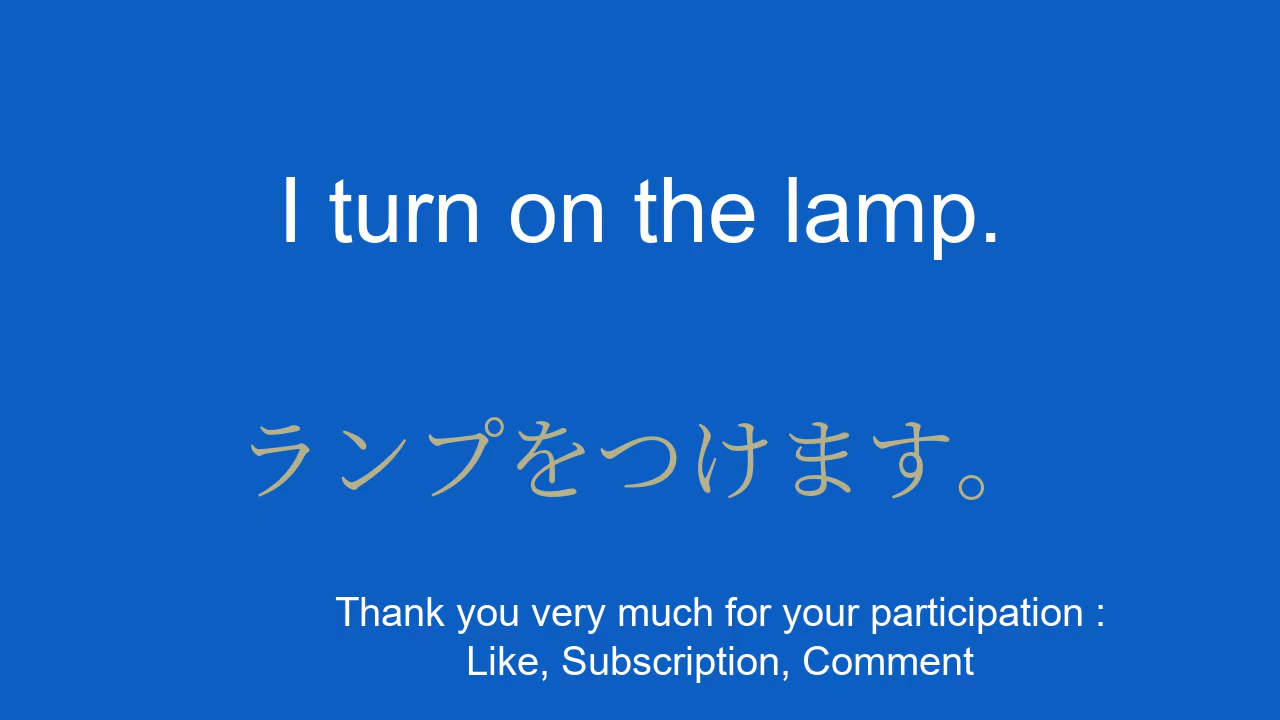 I turn on the lamp.
ランプをつけます。
Thank you very much for your participation :
Like, Subscription, Comment